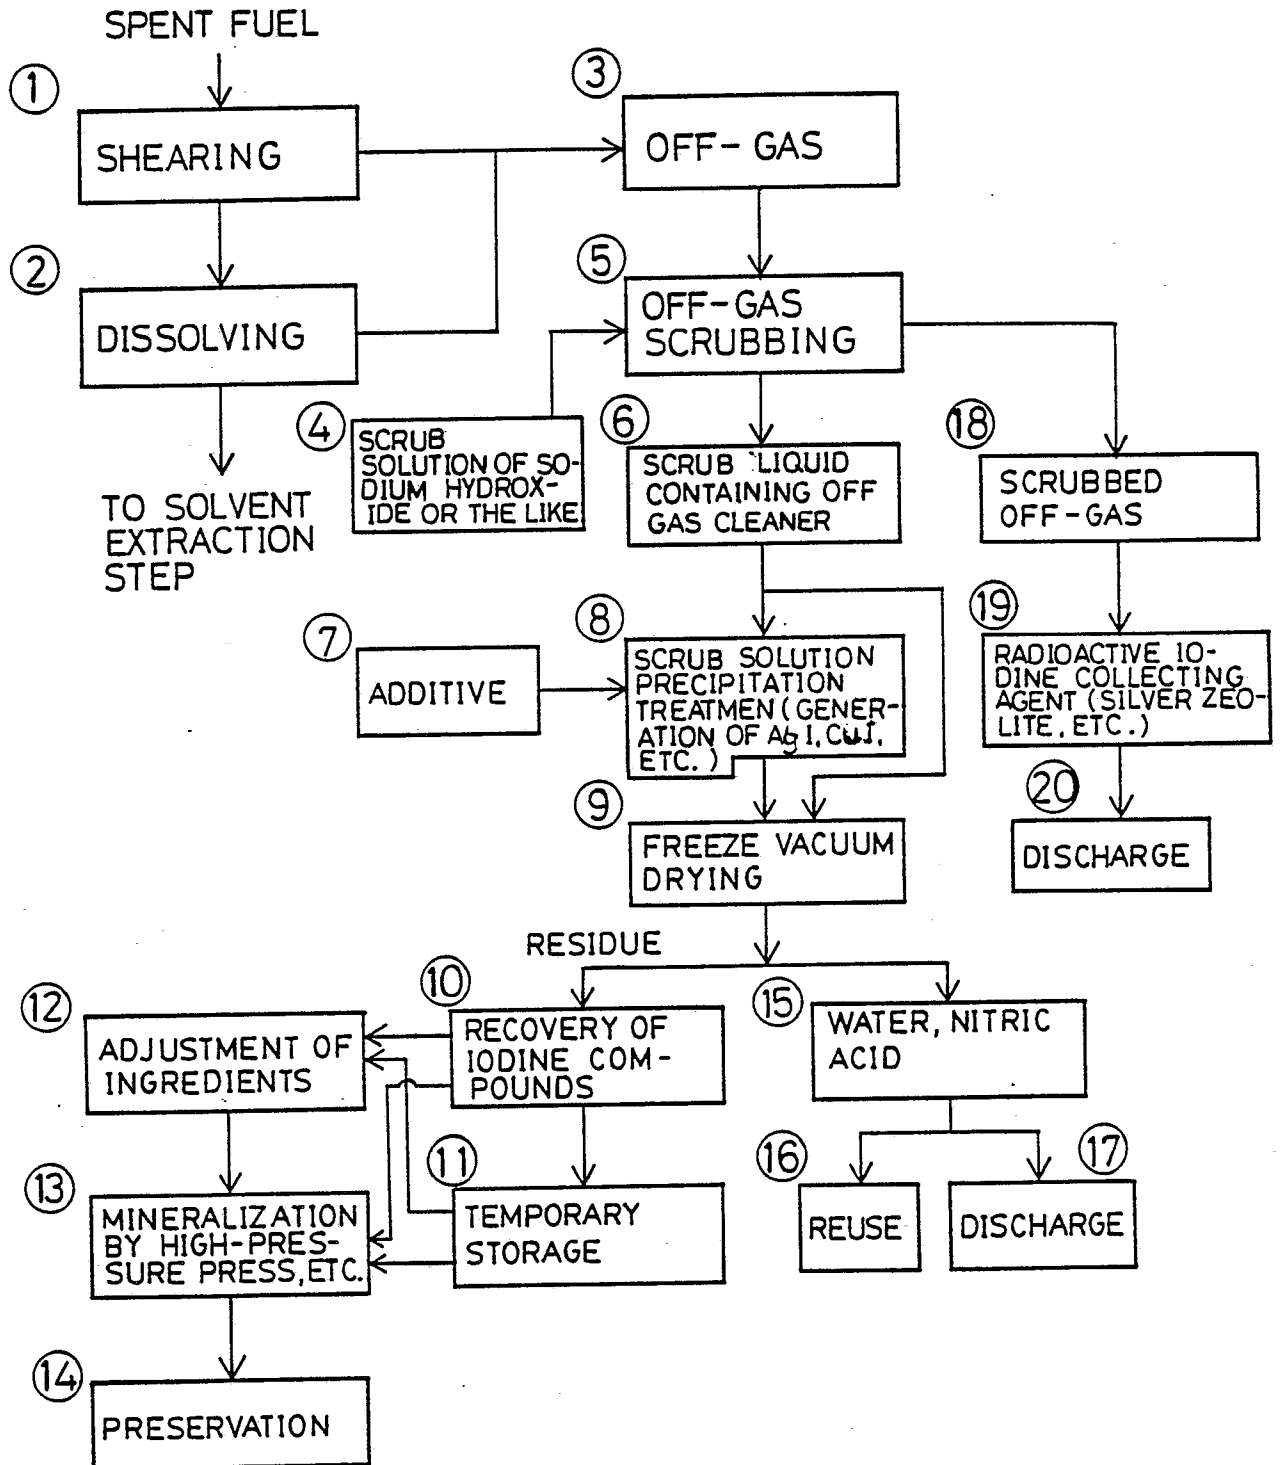 SPENT FUEL
①
SHEARING
②
DISSOLVING
TO SOLVENT
EXTRACTION
STEP
③
OFF-GAS
④
SCRUB
SOLUTION OF SO-
DIUM HYDROX-
IDE OR THE LIKE
⑤
OFF-GAS
SCRUBBING
⑥
SCRUB LIQUID
CONTAINING OFF
GAS CLEANER
⑦
ADDITIVE
⑧
SCRUB SOLUTION
PRECIPITATION
TREATMEN (GENER-
ATION OF AgI, CuI,
ETC.)
⑨
FREEZE VACUUM
DRYING
RESIDUE
⑩
RECOVERY OF
IODINE COM-
POUNDS
⑪
TEMPORARY
STORAGE
⑫
ADJUSTMENT OF
INGREDIENTS
⑬
MINERALIZATION
BY HIGH-PRES-
SURE PRESS, ETC.
⑭
PRESERVATION
⑮
WATER, NITRIC
ACID
⑯
REUSE
⑰
DISCHARGE
⑱
SCRUBBED
OFF-GAS
⑲
RADIOACTIVE IO-
DINE COLLECTING
AGENT (SILVER ZEO-
LITE, ETC.)
⑳
DISCHARGE